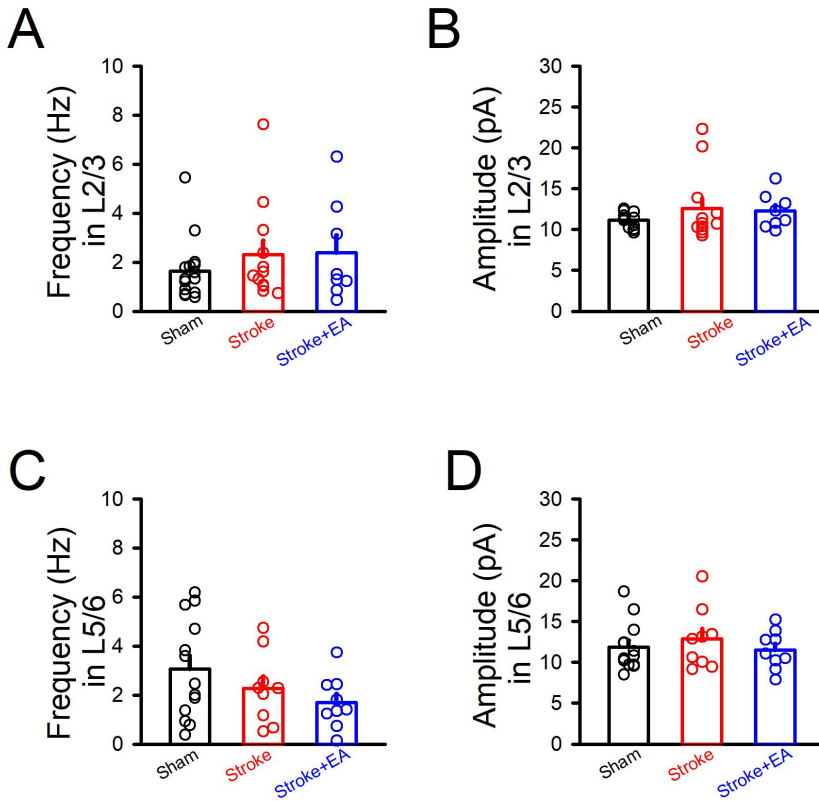 A
Frequency (Hz)
in L2/3
10
8
6
4
2
0
Sham
Stroke
Stroke+EA
B
Amplitude (pA)
in L2/3
30
25
20
15
10
5
0
Sham
Stroke
Stroke+EA
C
Frequency (Hz)
in L5/6
10
8
6
4
2
0
Sham
Stroke
Stroke+EA
D
Amplitude (pA)
in L5/6
30
25
20
15
10
5
0
Sham
Stroke
Stroke+EA